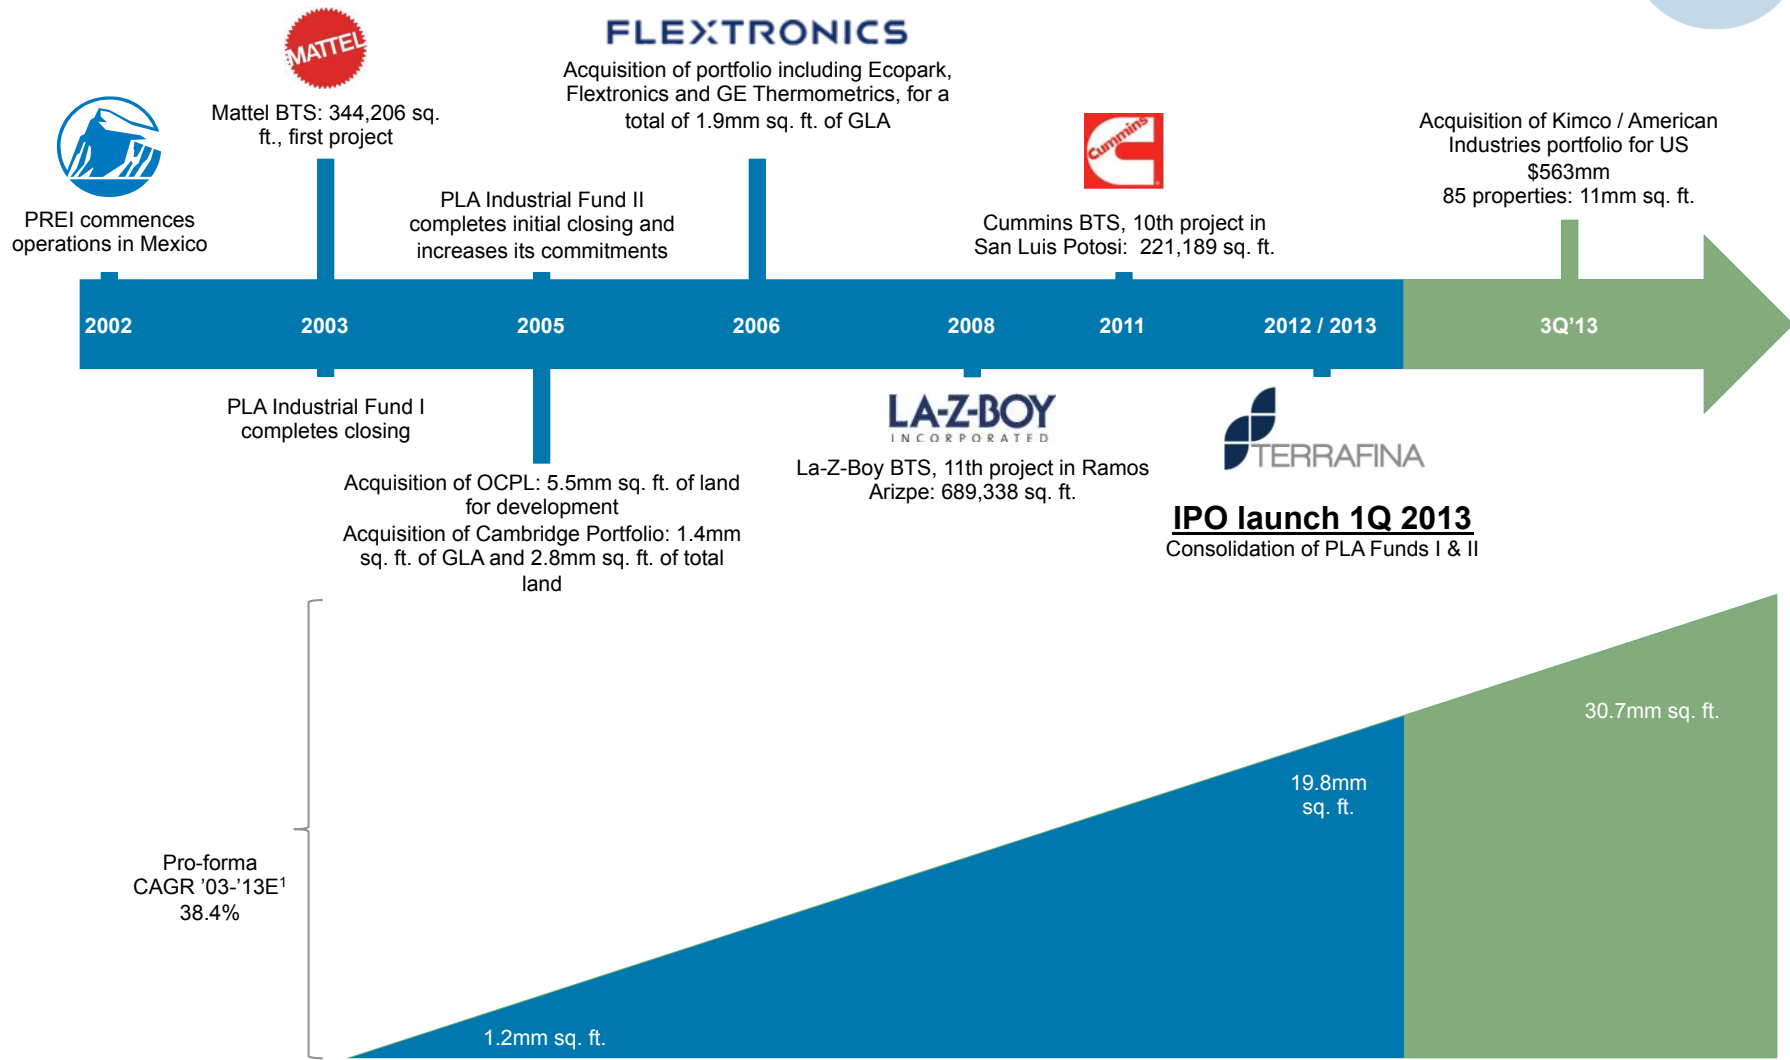 MATTEL
Mattel BTS: 344,206 sq.
ft., first project
FLEXTRONICS
Acquisition of portfolio including Ecopark,
Flextronics and GE Thermometrics, for a
total of 1.9mm sq. ft. of GLA
PREI commences
operations in Mexico
PLA Industrial Fund II
completes initial closing and
increases its commitments
Cummins
Cummins BTS, 10th project in
San Luis Potosi: 221,189 sq. ft.
Acquisition of Kimco / American
Industries portfolio for US
$563mm
85 properties: 11mm sq. ft.
2002
2003
2005
2006
2008
2011
2012 / 2013
3Q’13
PLA Industrial Fund I
completes closing
Acquisition of OCPL: 5.5mm sq. ft. of land
for development
Acquisition of Cambridge Portfolio: 1.4mm
sq. ft. of GLA and 2.8mm sq. ft. of total
land
LA-Z-BOY
INCORPORATED
La-Z-Boy BTS, 11th project in Ramos
Arizpe: 689,338 sq. ft.
TERRAFINA
IPO launch 1Q 2013
Consolidation of PLA Funds I & II
30.7mm sq. ft.
19.8mm
sq. ft.
Pro-forma
CAGR ’03-’13E¹
38.4%
1.2mm sq. ft.